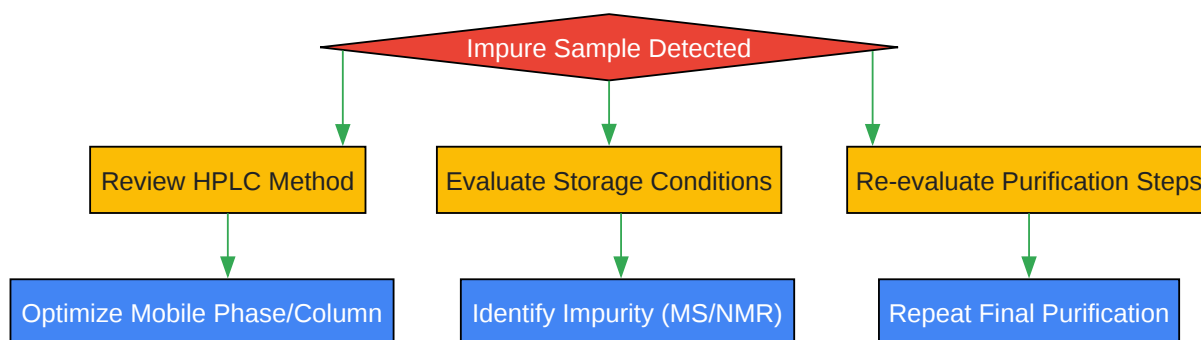 Impure Sample Detected
Review HPLC Method
Evaluate Storage Conditions
Re-evaluate Purification Steps
Optimize Mobile Phase/Column
Identify Impurity (MS/NMR)
Repeat Final Purification